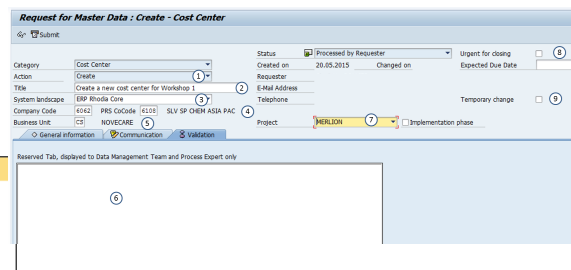 Request for Master Data : Create - Cost Center
Submit
Status Processed by Requester Urgent for closing 8
Category Cost Center Created on 20.05.2015 Changed on Expected Due Date
Action Create 1 Requester
Title Create a new cost center for Workshop 1 2 E-Mail Address
System landscape ERP Rhodia Core 3 Telephone Temporary change 9
Company Code 6062 PRS CoCode 6108 SLV SP CHEM ASIA PAC 4
Business Unit CS NOVECARE 5 Project MERLION 7 Implementation phase
General information Communication Validation
Reserved Tab, displayed to Data Management Team and Process Expert only
6